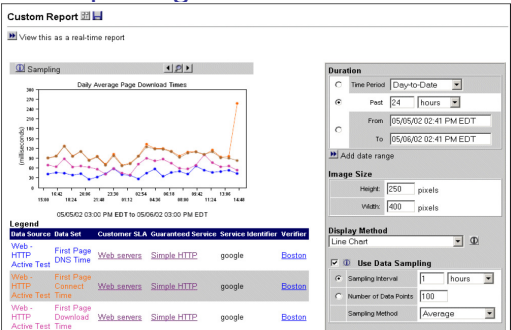 Custom Report
View this as a real-time report
Sampling
Daily Average Page Download Times
(milliseconds)
300
270
240
210
180
150
120
90
60
30
0
16:42 20:06 23:30 02:54 06:18 09:42 13:06
15:00 18:24 21:48 01:12 04:36 08:00 11:24 14:48
05/05/02 03:00 PM EDT to 05/06/02 03:00 PM EDT
Legend
Data Source Data Set Customer SLA Guaranteed Service Service Identifier Verifier
Web - HTTP Active Test First Page DNS Time Web servers Simple HTTP google Boston
Web - HTTP Active Test First Page Connect Time Web servers Simple HTTP google Boston
Web - HTTP Active Test First Page Download Time Web servers Simple HTTP google Boston
Duration
Time Period Day-to-Date
Past 24 hours
From 05/05/02 02:41 PM EDT
To 05/06/02 02:41 PM EDT
Add date range
Image Size
Height: 250 pixels
Width: 400 pixels
Display Method
Line Chart
Use Data Sampling
Sampling Interval 1 hours
Number of Data Points 100
Sampling Method Average